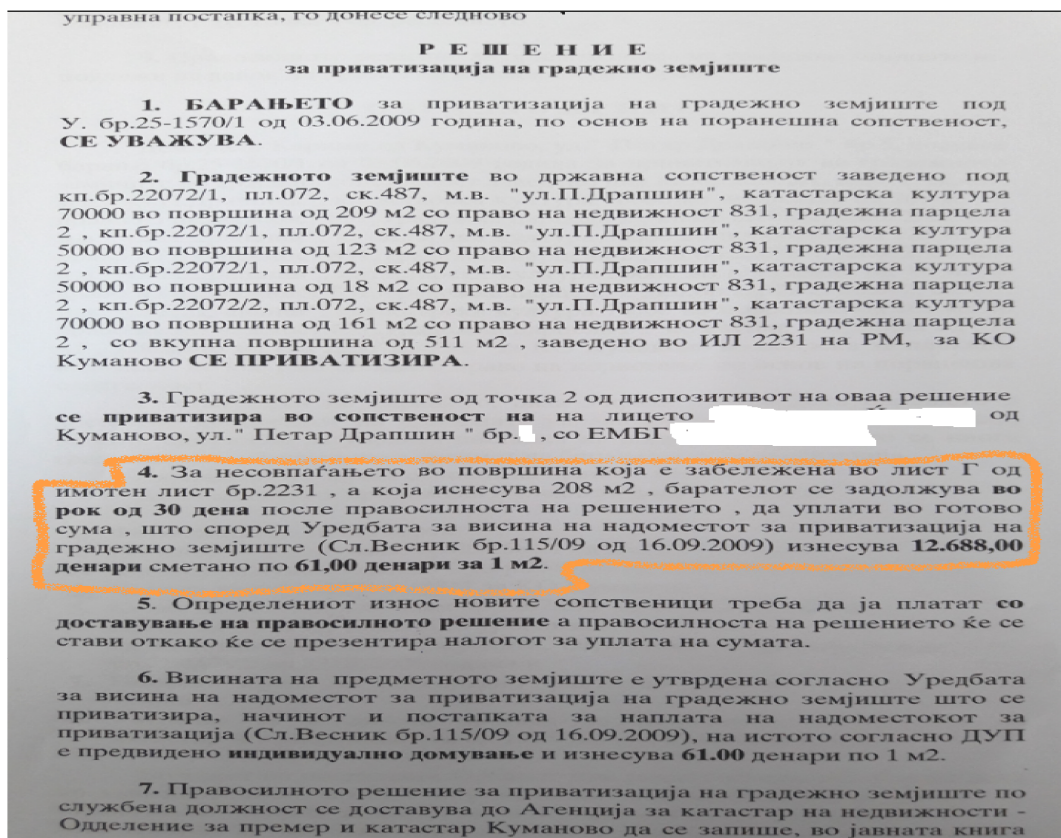 управна постапка, го донесе следново
Р Е Ш Е Н И Е
за приватизација на градежно земјиште
1. БАРАЊЕТО за приватизација на градежно земјиште под
У. бр.25-1570/1 од 03.06.2009 година, по основ на поранешна сопственост,
СЕ УВАЖУВА.
2. Градежното земјиште во државна сопственост заведено под
кп.бр.22072/1, пл.072, ск.487, м.в. "ул.П.Драпшин", катастарска култура
70000 во површина од 209 м2 со право на недвижност 831, градежна парцела
2 , кп.бр.22072/1, пл.072, ск.487, м.в. "ул.П.Драпшин", катастарска култура
50000 во површина од 123 м2 со право на недвижност 831, градежна парцела
2 , кп.бр.22072/1, пл.072, ск.487, м.в. "ул.П.Драпшин", катастарска култура
50000 во површина од 18 м2 со право на недвижност 831, градежна парцела
2 , кп.бр.22072/2, пл.072, ск.487, м.в. "ул.П.Драпшин", катастарска култура
70000 во површина од 161 м2 со право на недвижност 831, градежна парцела
2 , со вкупна површина од 511 м2 , заведено во ИЛ 2231 на РМ, за КО
Куманово СЕ ПРИВАТИЗИРА.
3. Градежното земјиште од точка 2 од диспозитивот на оваа решение
се приватизира во сопственост на на лицето од
Куманово, ул." Петар Драпшин " бр. , со ЕМБГ
4. За несовпаѓањето во површина која е забележена во лист Г од
имотен лист бр.2231 , а која иснесува 208 м2 , барателот се задолжува во
рок од 30 дена после правосилноста на решението , да уплати во готово
сума , што според Уредбата за висина на надоместот за приватизација на
градежно земјиште (Сл.Весник бр.115/09 од 16.09.2009) изнесува 12.688,00
денари сметано по 61,00 денари за 1 м2.
5. Определениот износ новите сопственици треба да ја платат со
доставување на правосилното решение а правосилноста на решението ќе се
стави откако ќе се презентира налогот за уплата на сумата.
6. Висината на предметното земјиште е утврдена согласно Уредбата
за висина на надоместот за приватизација на градежно земјиште што се
приватизира, начинот и постапката за наплата на надоместокот за
приватизација (Сл.Весник бр.115/09 од 16.09.2009), на истото согласно ДУП
е предвидено индивидуално домување и изнесува 61.00 денари по 1 м2.
7. Правосилното решение за приватизација на градежно земјиште по
службена должност се доставува до Агенција за катастар на недвижности -
Одделение за премер и катастар Куманово да се запише, во јавната книга